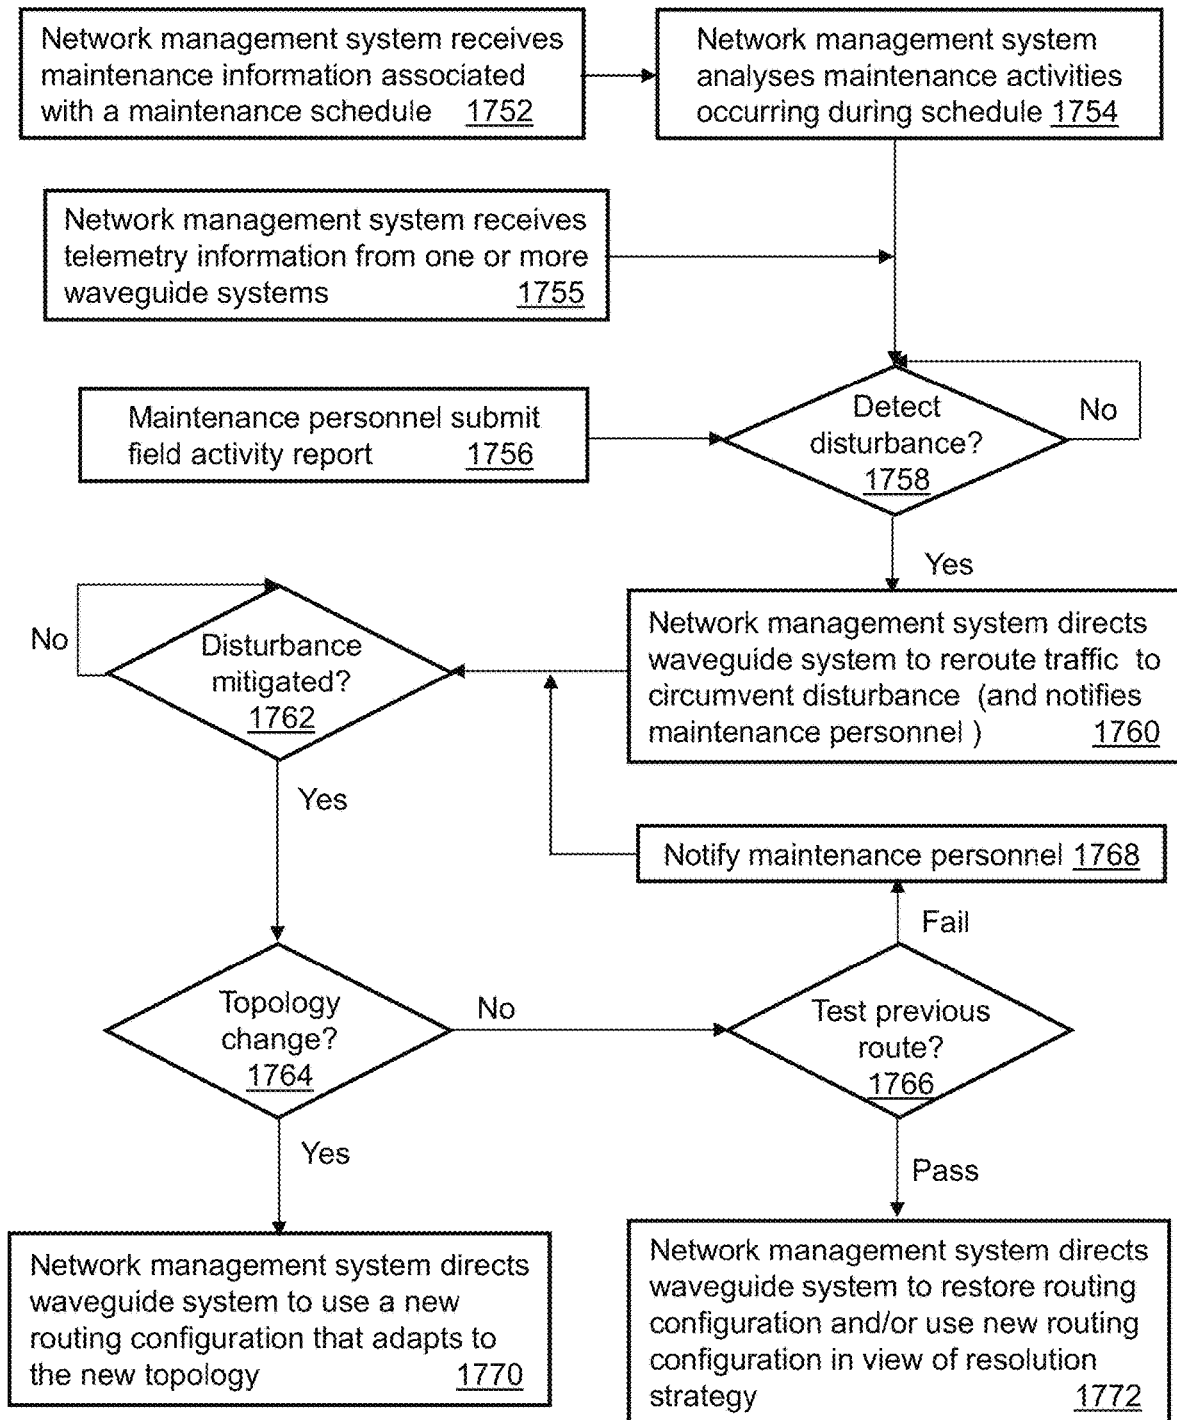 Network management system receives
maintenance information associated
with a maintenance schedule 1752
Network management system
analyses maintenance activities
occurring during schedule 1754
Network management system receives
telemetry information from one or more
waveguide systems 1755
Maintenance personnel submit
field activity report 1756
Detect
disturbance?
1758
No
Yes
Network management system directs
waveguide system to reroute traffic to
circumvent disturbance (and notifies
maintenance personnel ) 1760
No
Disturbance
mitigated?
1762
Yes
Notify maintenance personnel 1768
Fail
Topology
change?
1764
No
Test previous
route?
1766
Yes
Pass
Network management system directs
waveguide system to use a new
routing configuration that adapts to
the new topology 1770
Network management system directs
waveguide system to restore routing
configuration and/or use new routing
configuration in view of resolution
strategy 1772